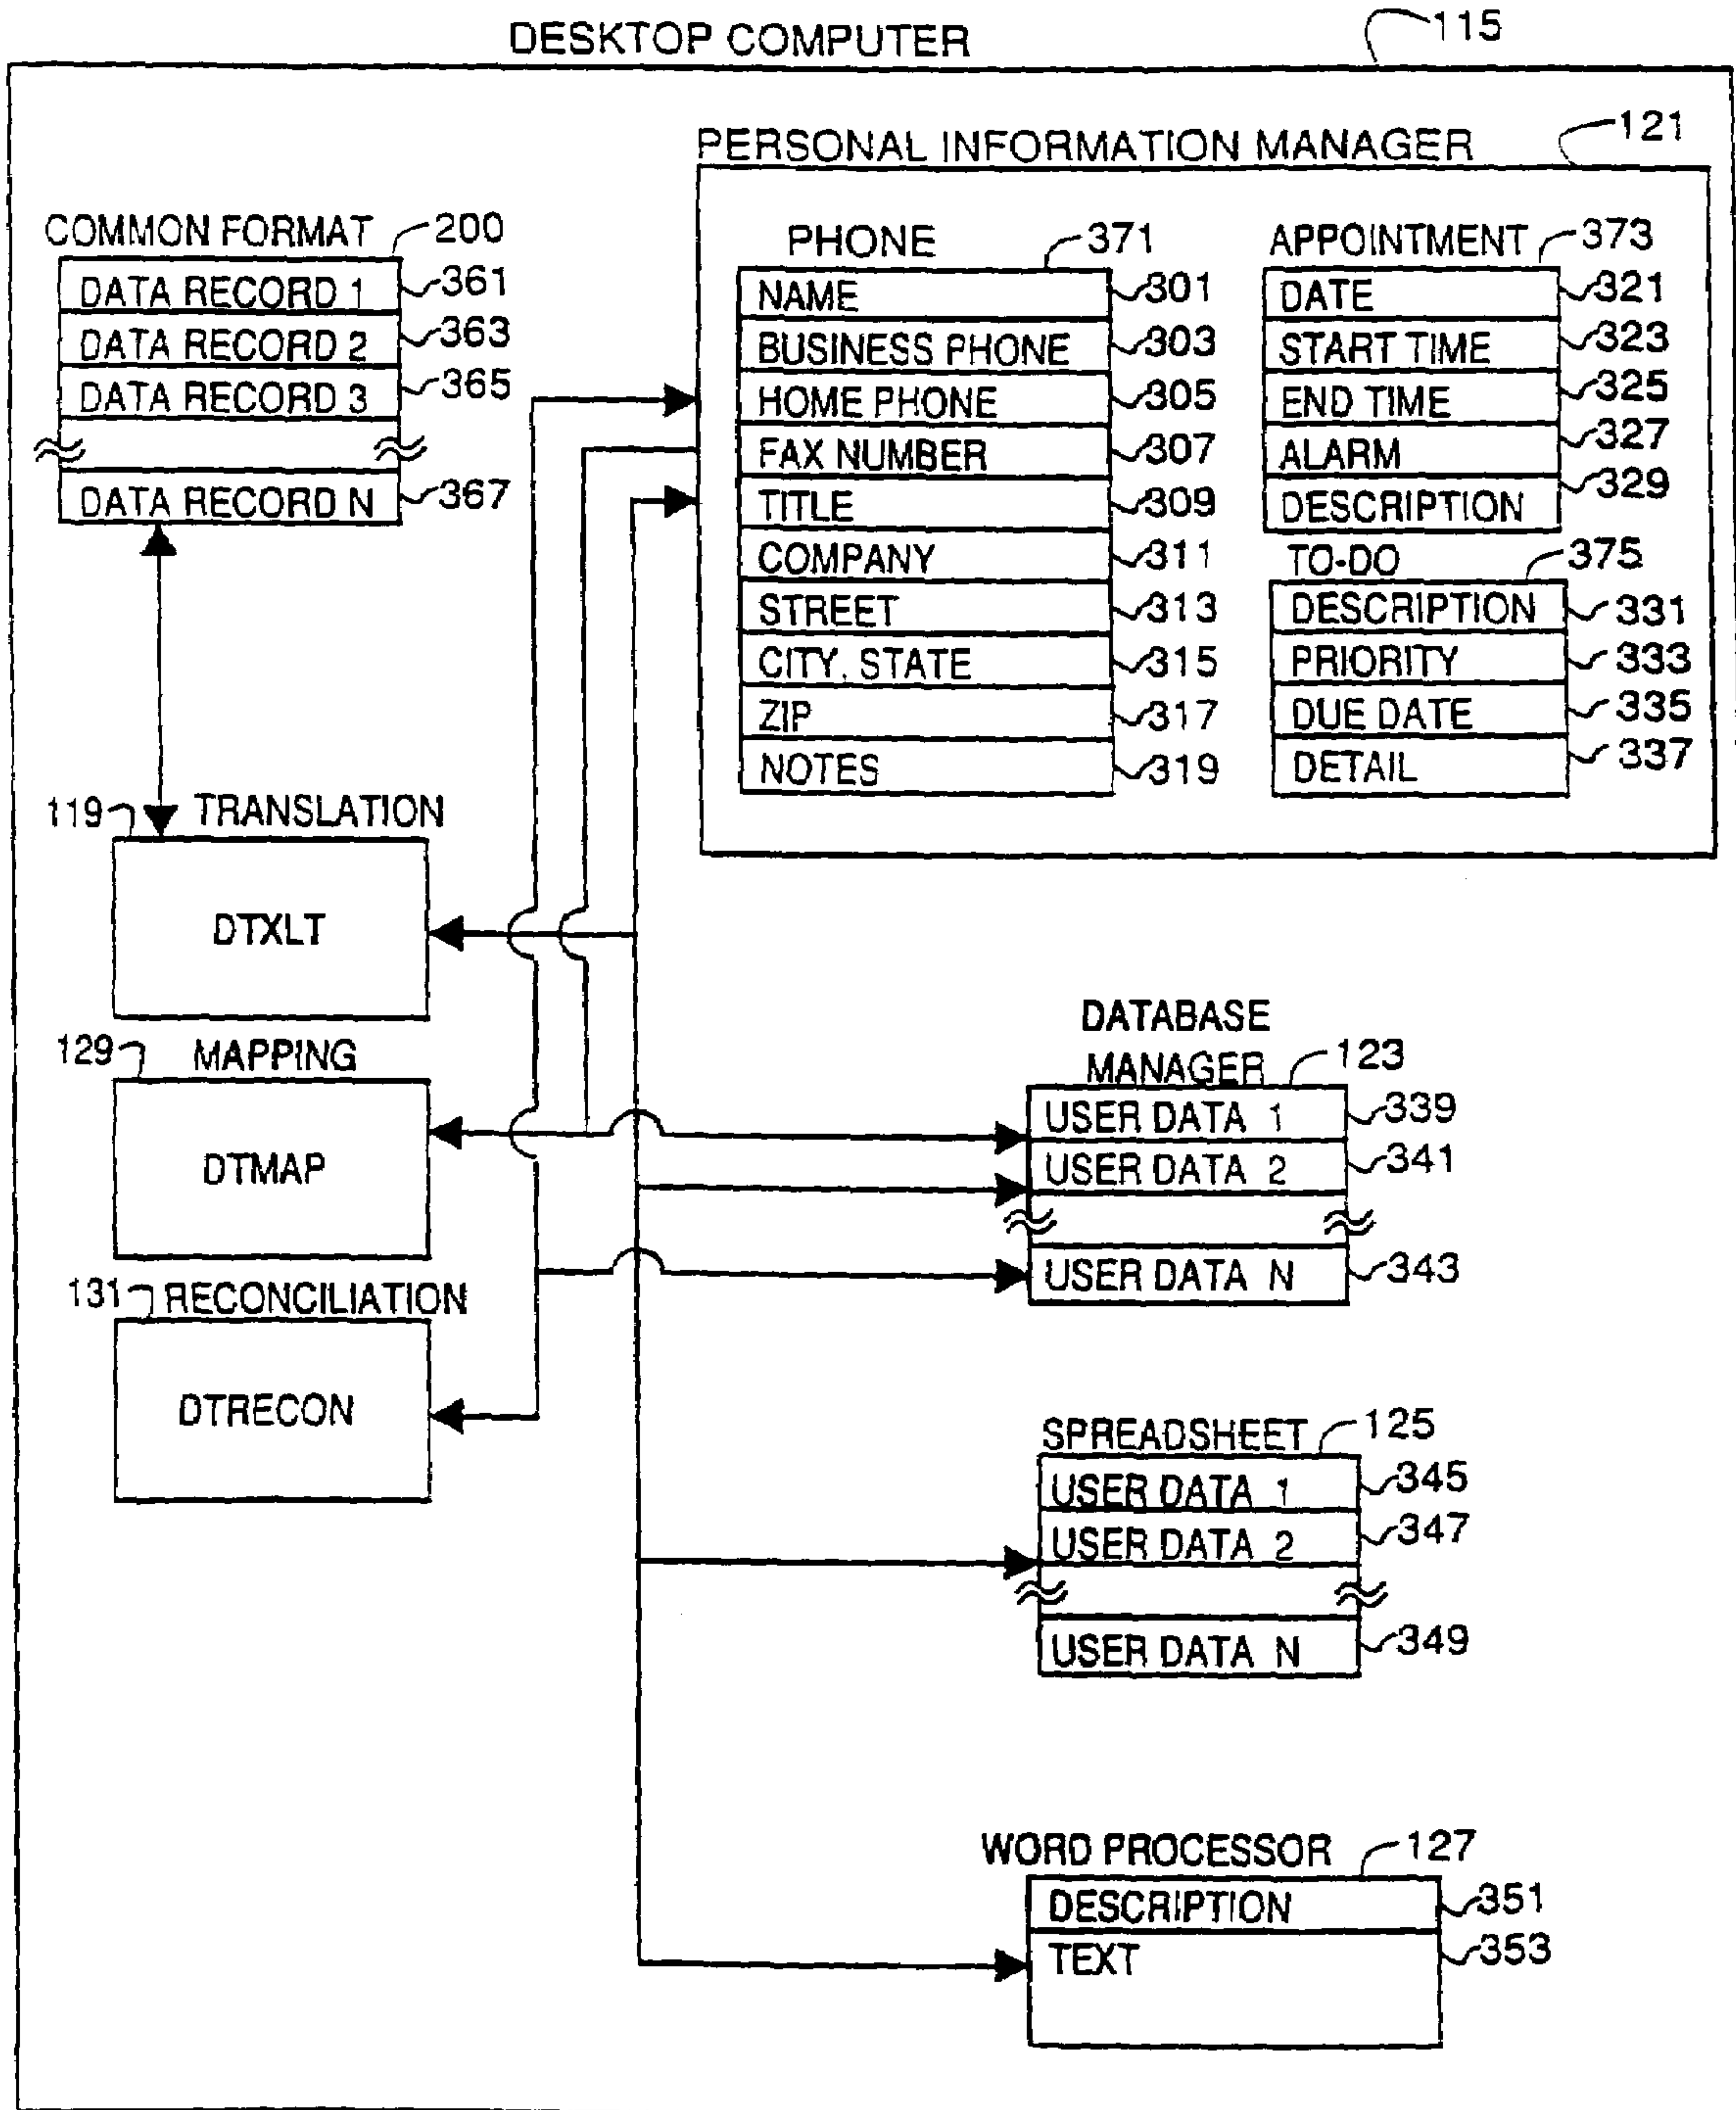 DESKTOP COMPUTER
115
PERSONAL INFORMATION MANAGER
121
COMMON FORMAT
200
DATA RECORD 1
361
DATA RECORD 2
363
DATA RECORD 3
365
DATA RECORD N
367
PHONE
371
NAME
301
BUSINESS PHONE
303
HOME PHONE
305
FAX NUMBER
307
TITLE
309
COMPANY
311
STREET
313
CITY. STATE
315
ZIP
317
NOTES
319
APPOINTMENT
373
DATE
321
START TIME
323
END TIME
325
ALARM
327
DESCRIPTION
329
TO-DO
375
DESCRIPTION
331
PRIORITY
333
DUE DATE
335
DETAIL
337
119
TRANSLATION
DTXLT
129
MAPPING
DTMAP
131
RECONCILIATION
DTRECON
DATABASE
MANAGER
123
USER DATA 1
339
USER DATA 2
341
USER DATA N
343
SPREADSHEET
125
USER DATA 1
345
USER DATA 2
347
USER DATA N
349
WORD PROCESSOR
127
DESCRIPTION
351
TEXT
353